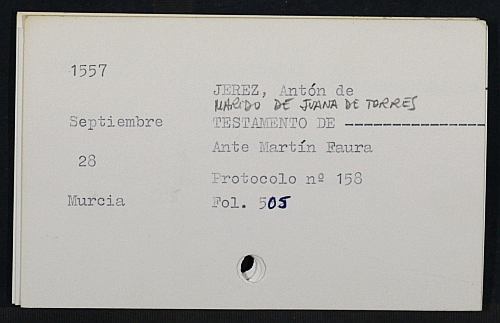 1557
JEREZ, Antón de
MARIDO DE JUANA DE TORRES
Septiembre TESTAMENTO DE ----------------
Ante Martín Faura
28
Protocolo nº 158
Murcia Fol. 505